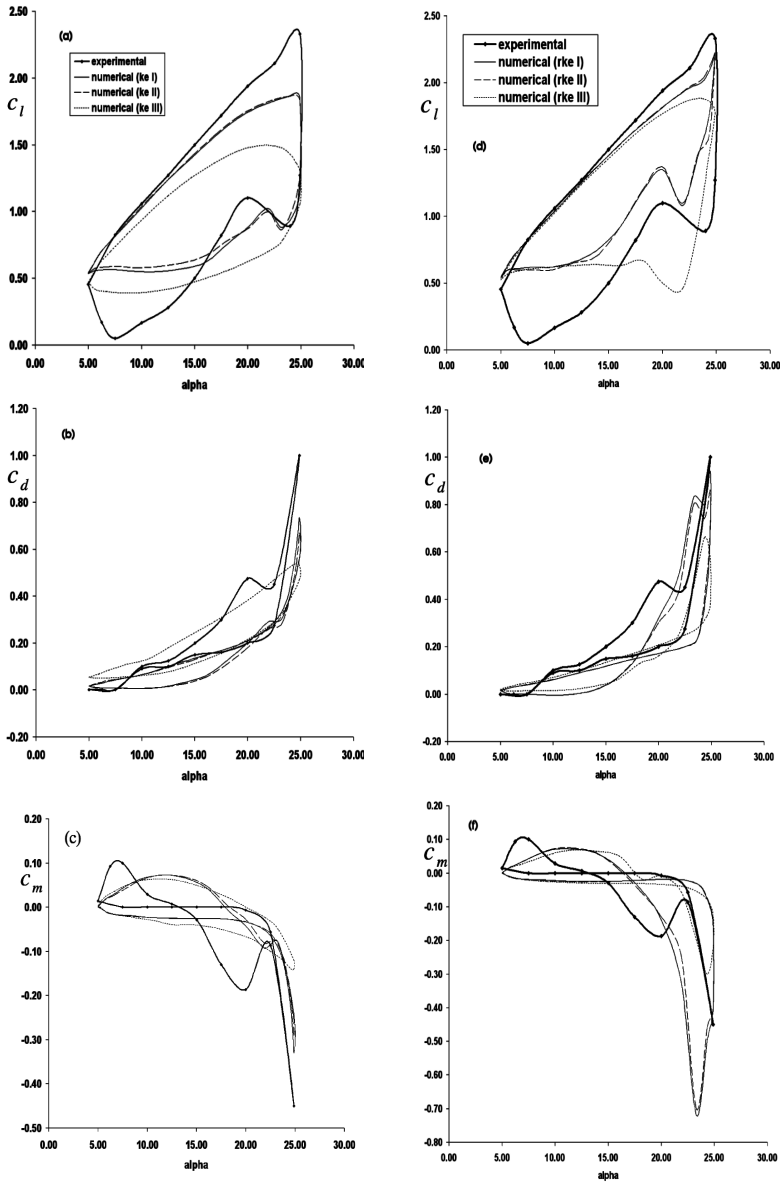 (a)
experimental
numerical (ke I)
numerical (ke II)
numerical (ke III)
2.50
2.00
1.50
1.00
0.50
0.00
c_l
0.00 5.00 10.00 15.00 20.00 25.00 30.00
alpha
(d)
experimental
numerical (rke I)
numerical (rke II)
numerical (rke III)
2.50
2.00
1.50
1.00
0.50
0.00
c_l
0.00 5.00 10.00 15.00 20.00 25.00 30.00
alpha
(b)
1.20
1.00
0.80
0.60
0.40
0.20
0.00
-0.20
c_d
0.00 5.00 10.00 15.00 20.00 25.00 30.00
alpha
(e)
1.20
1.00
0.80
0.60
0.40
0.20
0.00
-0.20
c_d
0.00 5.00 10.00 15.00 20.00 25.00 30.00
alpha
(c)
0.20
0.10
0.00
-0.10
-0.20
-0.30
-0.40
-0.50
c_m
0.00 5.00 10.00 15.00 20.00 25.00 30.00
alpha
(f)
0.20
0.10
0.00
-0.10
-0.20
-0.30
-0.40
-0.50
-0.60
-0.70
-0.80
c_m
0.00 5.00 10.00 15.00 20.00 25.00 30.00
alpha